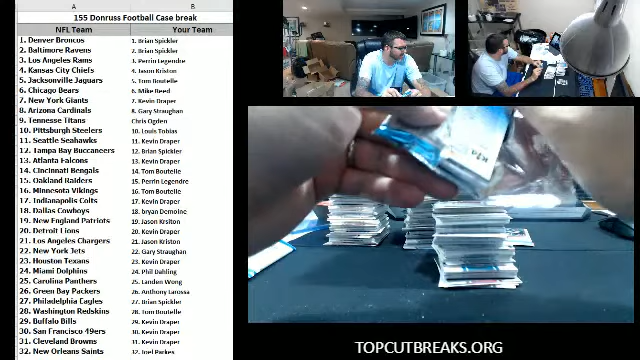 A B
155 Donruss Football Case break
NFL Team Your Team
1. Denver Broncos 1. Brian Spickler
2. Baltimore Ravens 2. Brian Spickler
3. Los Angeles Rams 3. Perrin Legendre
4. Kansas City Chiefs 4. Jason Kriston
5. Jacksonville Jaguars 5. Tom Boutelle
6. Chicago Bears 6. Mike Reed
7. New York Giants 7. Kevin Draper
8. Arizona Cardinals 8. Gary Straughan
9. Tennesse Titans Chris Ogden
10. Pittsburgh Steelers 10. Louis Tobias
11. Seattle Seahawks 11. Kevin Draper
12. Tampa Bay Buccaneers 12. Brian Spickler
13. Atlanta Falcons 13. Kevin Draper
14. Cincinnati Bengals 14. Tom Boutelle
15. Oakland Raiders 15. Perrin Legendre
16. Minnesota Vikings 16. Tom Boutelle
17. Indianapolis Colts 17. Kevin Draper
18. Dallas Cowboys 18. bryan Demoine
19. New England Patriots 19. Jason Kriston
20. Detroit Lions 20. Kevin Draper
21. Los Angeles Chargers 21. Jason Kriston
22. New York Jets 22. Gary Straughan
23. Houston Texans 23. Kevin Draper
24. Miami Dolphins 24. Phil Dahling
25. Carolina Panthers 25. Landen Wong
26. Green Bay Packers 26. Anthony Larossa
27. Philadelphia Eagles 27. Brian Spickler
28. Washington Redskins 28. Tom Boutelle
29. Buffalo Bills 29. Kevin Draper
30. San Francisco 49ers 30. Kevin Draper
31. Cleveland Browns 31. Kevin Draper
32. New Orleans Saints 32. Joel Parkes
TOPCUTBREAKS.ORG